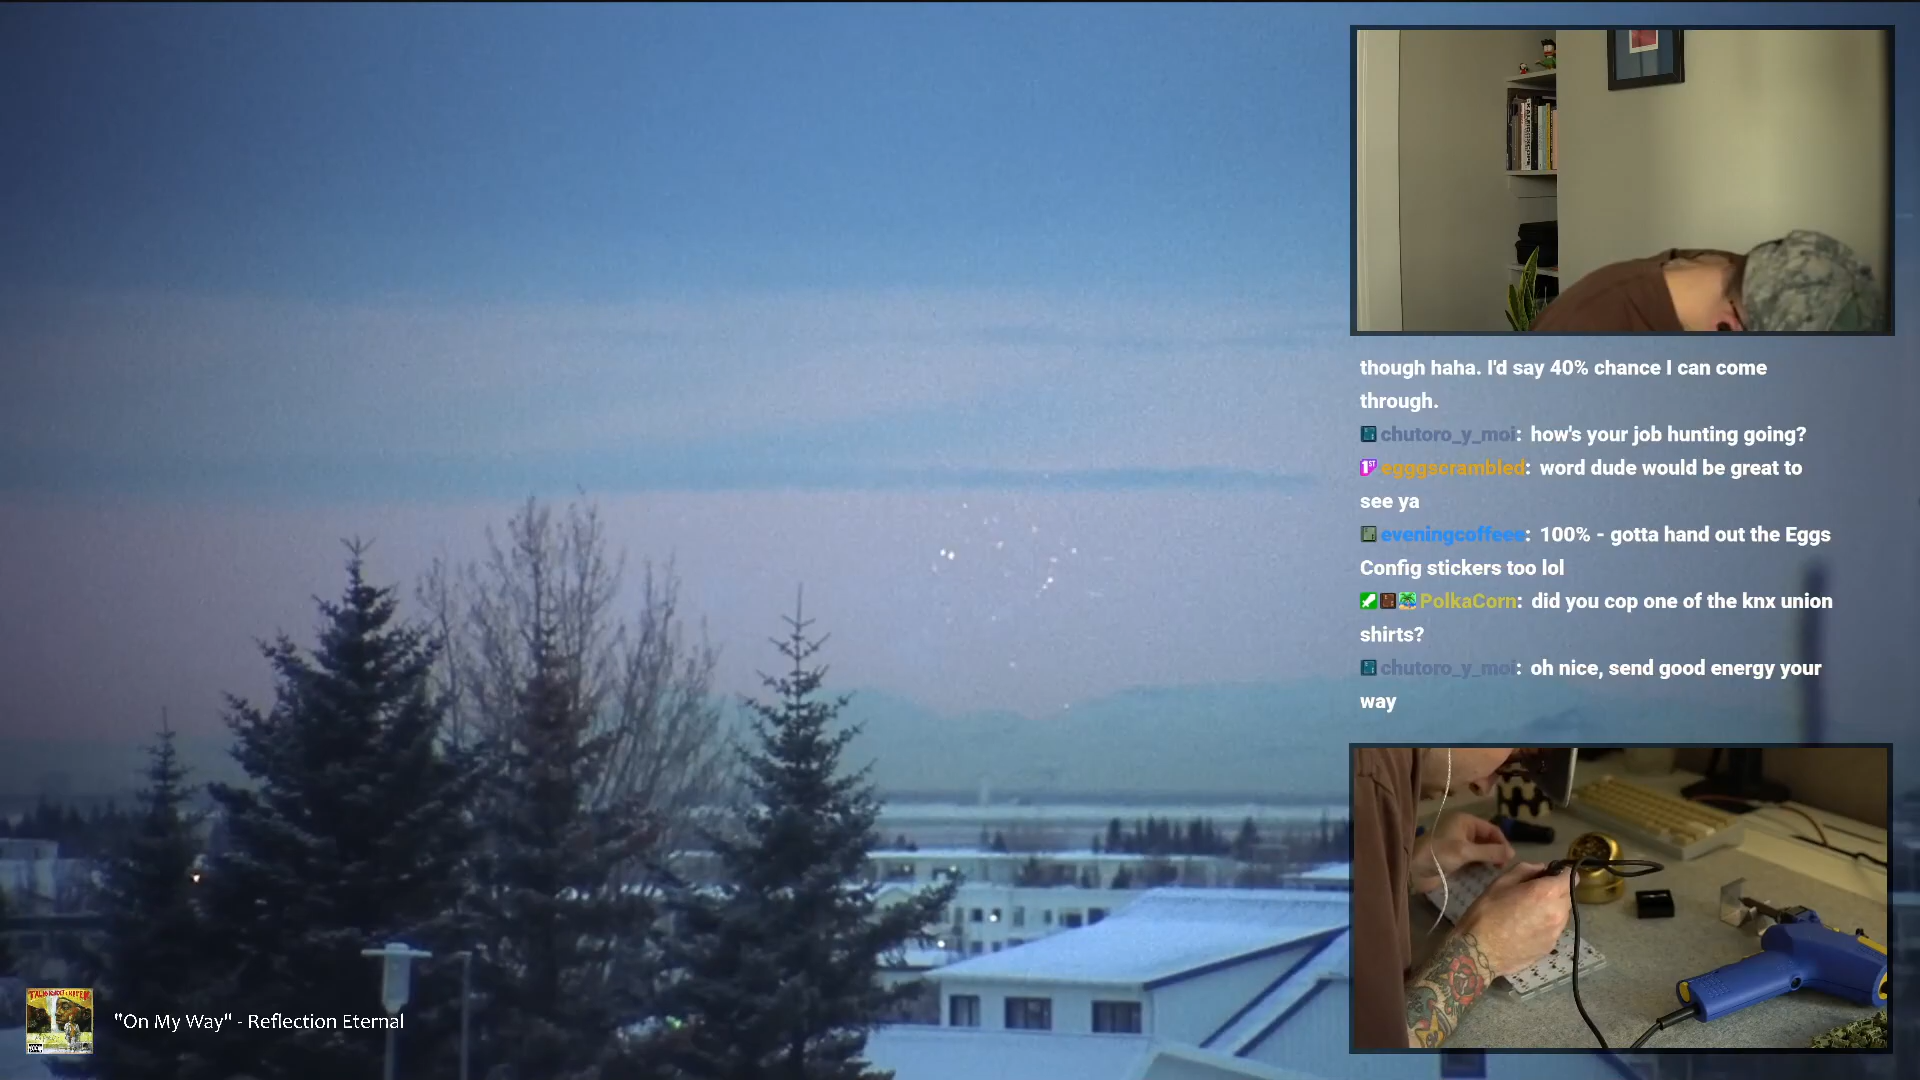 though haha. I'd say 40% chance I can come
through.
chutoro_y_moi: how's your job hunting going?
1ST egggscrambled: word dude would be great to
see ya
eveningcoffeee: 100% - gotta hand out the Eggs
Config stickers too lol
PolkaCorn: did you cop one of the knx union
shirts?
chutoro_y_moi: oh nice, send good energy your
way
"On My Way" - Reflection Eternal